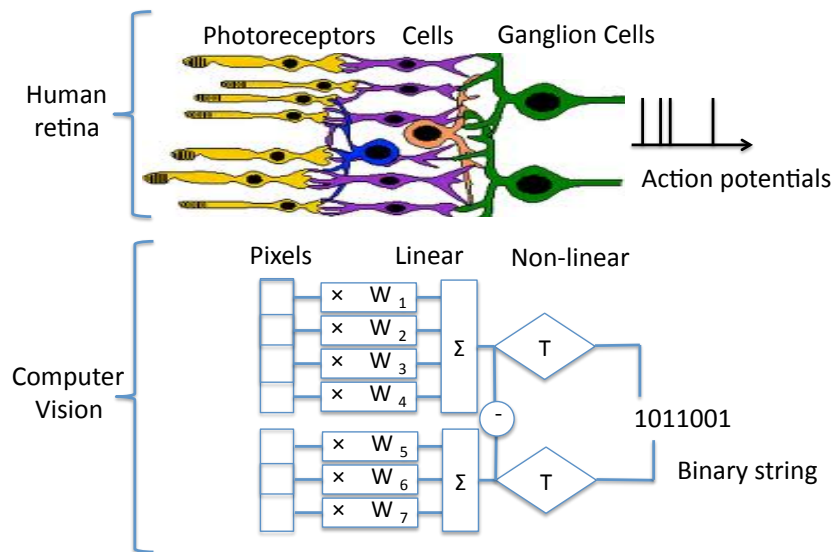 Photoreceptors Cells Ganglion Cells
Human
retina
Action potentials
Pixels Linear Non-linear
× W 1
× W 2
× W 3
× W 4
Σ
T
Computer
Vision
-
1011001
× W 5
× W 6
× W 7
Σ
T
Binary string